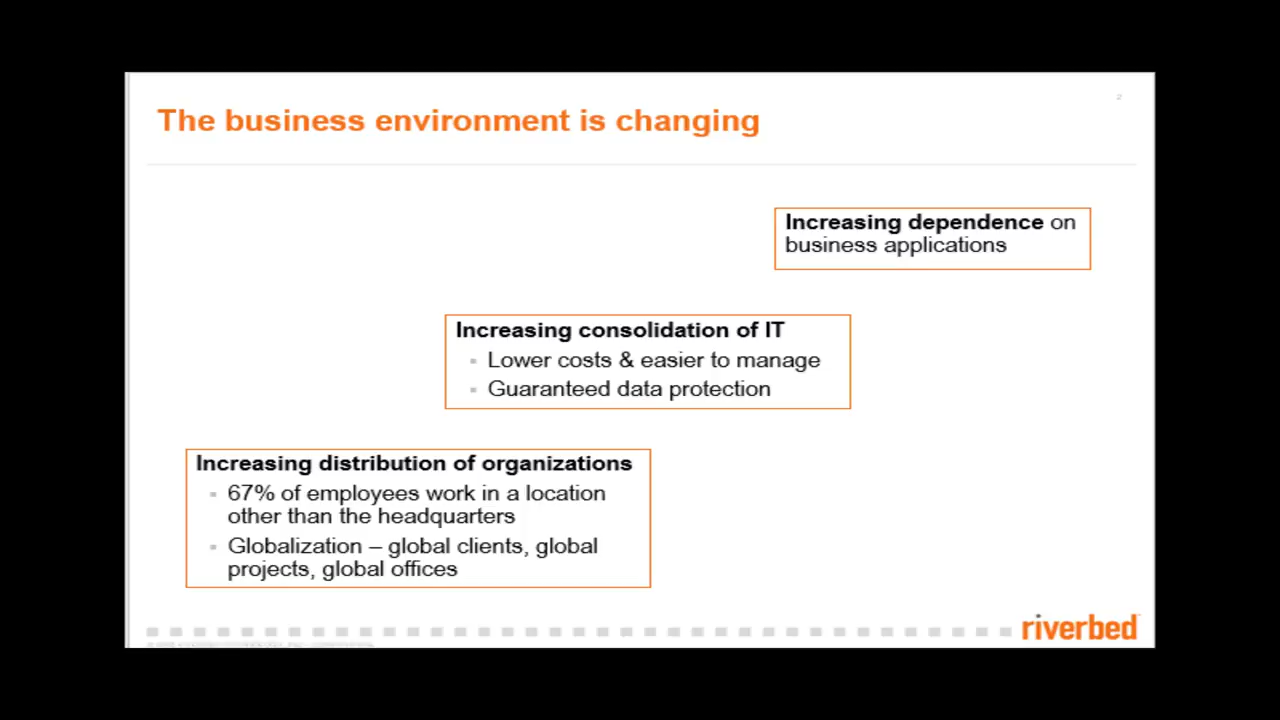 2
The business environment is changing
Increasing dependence on
business applications
Increasing consolidation of IT
Lower costs & easier to manage
Guaranteed data protection
Increasing distribution of organizations
67% of employees work in a location
other than the headquarters
Globalization – global clients, global
projects, global offices
riverbed